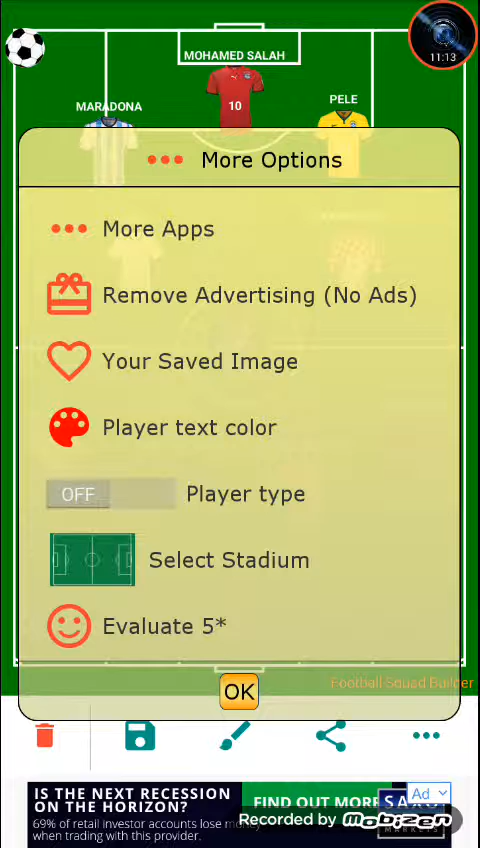 11:13
MOHAMED SALAH
10
MARADONA
PELE
More Options
More Apps
Remove Advertising (No Ads)
Your Saved Image
Player text color
OFF
Player type
Select Stadium
Evaluate 5*
Football Squad Builder
OK
IS THE NEXT RECESSION
ON THE HORIZON?
69% of retail investor accounts lose money
when trading with this provider.
FIND OUT MORE
Ad
SAXO
MARKETS
Recorded by mobizen